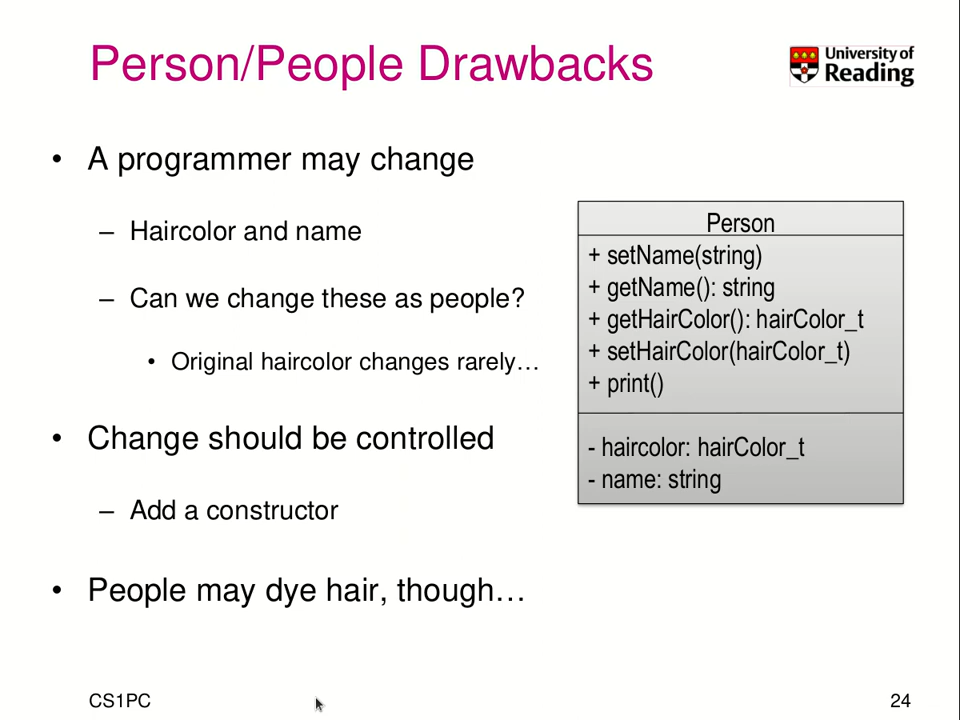 Person/People Drawbacks
University of
Reading
• A programmer may change
– Haircolor and name
– Can we change these as people?
• Original haircolor changes rarely…
• Change should be controlled
– Add a constructor
• People may dye hair, though…
Person
+ setName(string)
+ getName(): string
+ getHairColor(): hairColor_t
+ setHairColor(hairColor_t)
+ print()
- haircolor: hairColor_t
- name: string
CS1PC
24